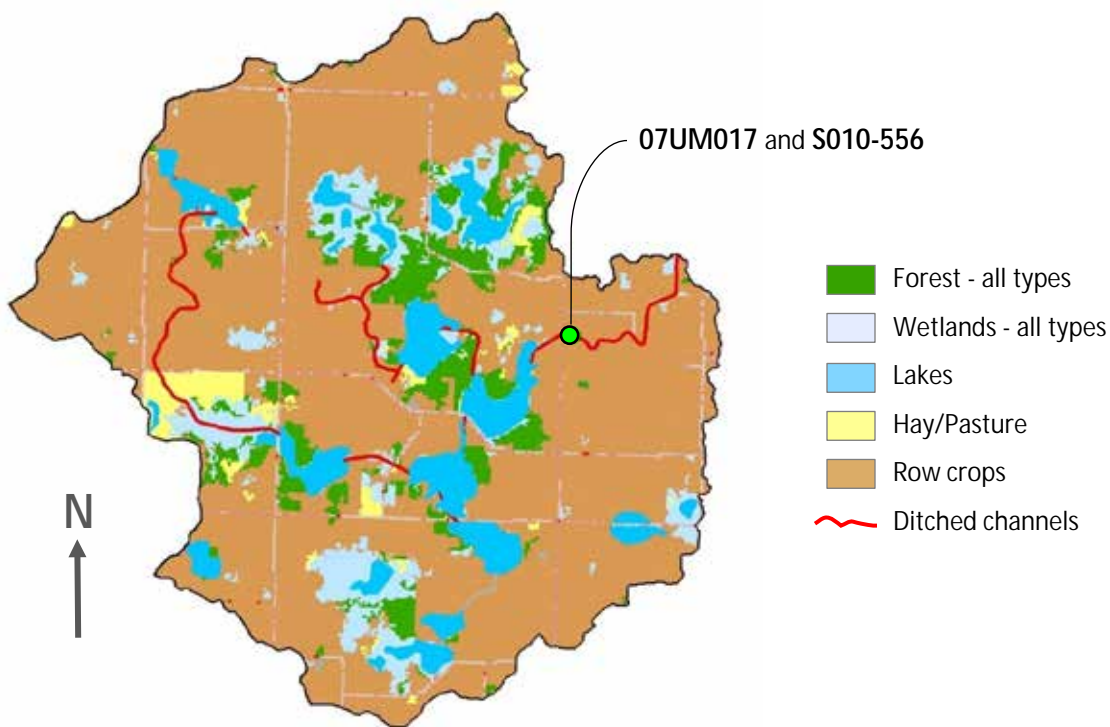 07UM017 and S010-556
Forest - all types
Wetlands - all types
Lakes
Hay/Pasture
Row crops
Ditched channels
N